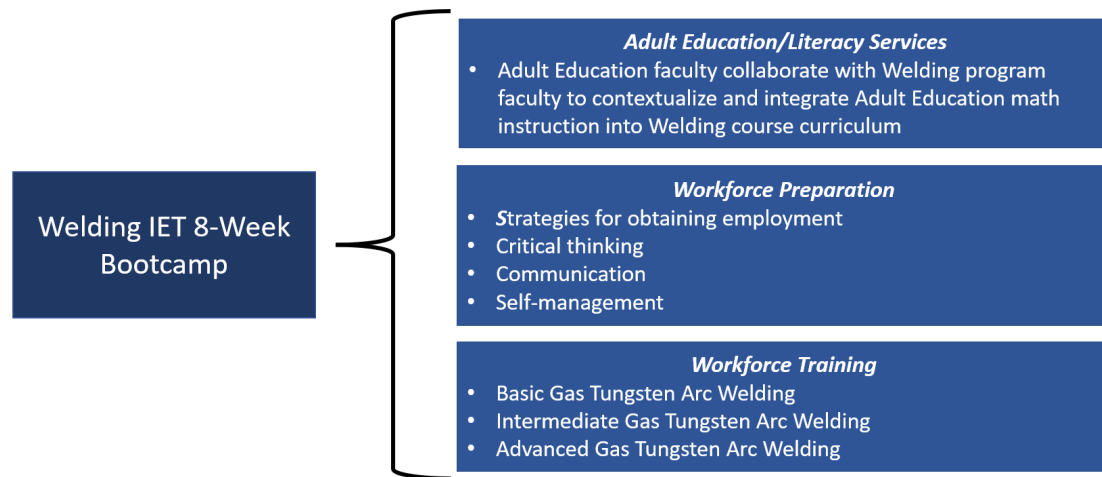 Adult Education/Literacy Services
• Adult Education faculty collaborate with Welding program
faculty to contextualize and integrate Adult Education math
instruction into Welding course curriculum
Welding IET 8-Week
Bootcamp
Workforce Preparation
• Strategies for obtaining employment
• Critical thinking
• Communication
• Self-management
Workforce Training
• Basic Gas Tungsten Arc Welding
• Intermediate Gas Tungsten Arc Welding
• Advanced Gas Tungsten Arc Welding